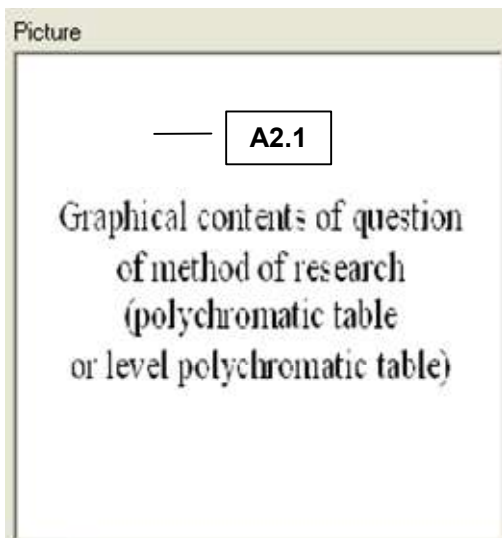 Picture
A2.1
Graphical contents of question
of method of research
(polychromatic table
or level polychromatic table)